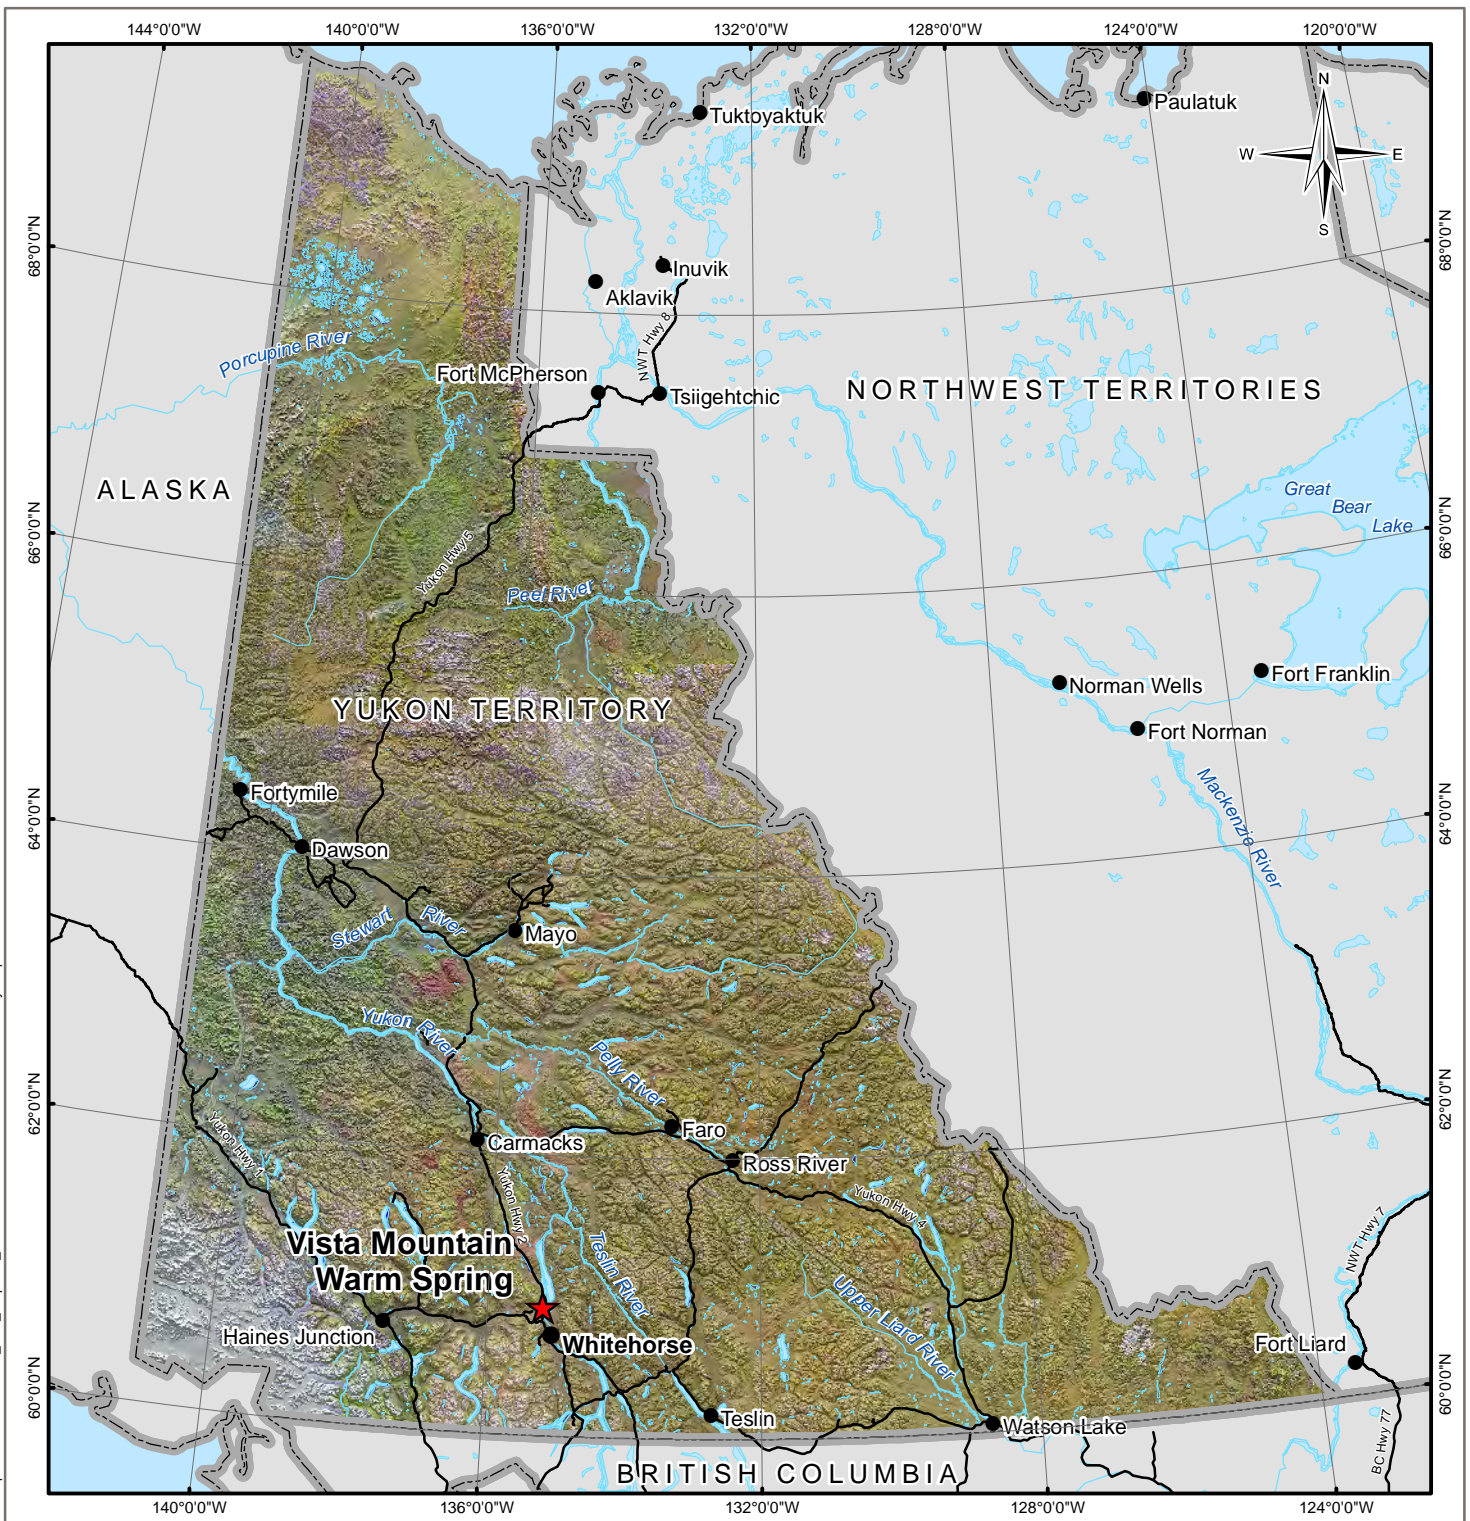 144°0'0"W
140°0'0"W
136°0'0"W
132°0'0"W
128°0'0"W
124°0'0"W
120°0'0"W
N
W
E
S
Paulatuk
Tuktoyaktuk
68°0'0"N
68°0'0"N
Inuvik
Aklavik
NWT Hwy 8
Porcupine River
Fort McPherson
Tsiigehtchic
NORTHWEST TERRITORIES
ALASKA
Great
Bear
Lake
66°0'0"N
66°0'0"N
Yukon Hwy 5
Peel River
Fort Franklin
Norman Wells
YUKON TERRITORY
Fort Norman
Mackenzie River
Fortymile
64°0'0"N
64°0'0"N
Dawson
Stewart
River
Mayo
Yukon
River
Pelly River
62°0'0"N
62°0'0"N
Faro
Yukon Hwy 1
Carmacks
Ross River
Yukon Hwy 2
Yukon Hwy 4
NWT Hwy 7
Vista Mountain
Warm Spring
Teslin River
Upper Liard River
Haines Junction
Whitehorse
Fort Liard
60°0'0"N
60°0'0"N
Teslin
Watson Lake
BC Hwy 77
BRITISH COLUMBIA
140°0'0"W
136°0'0"W
132°0'0"W
128°0'0"W
124°0'0"W